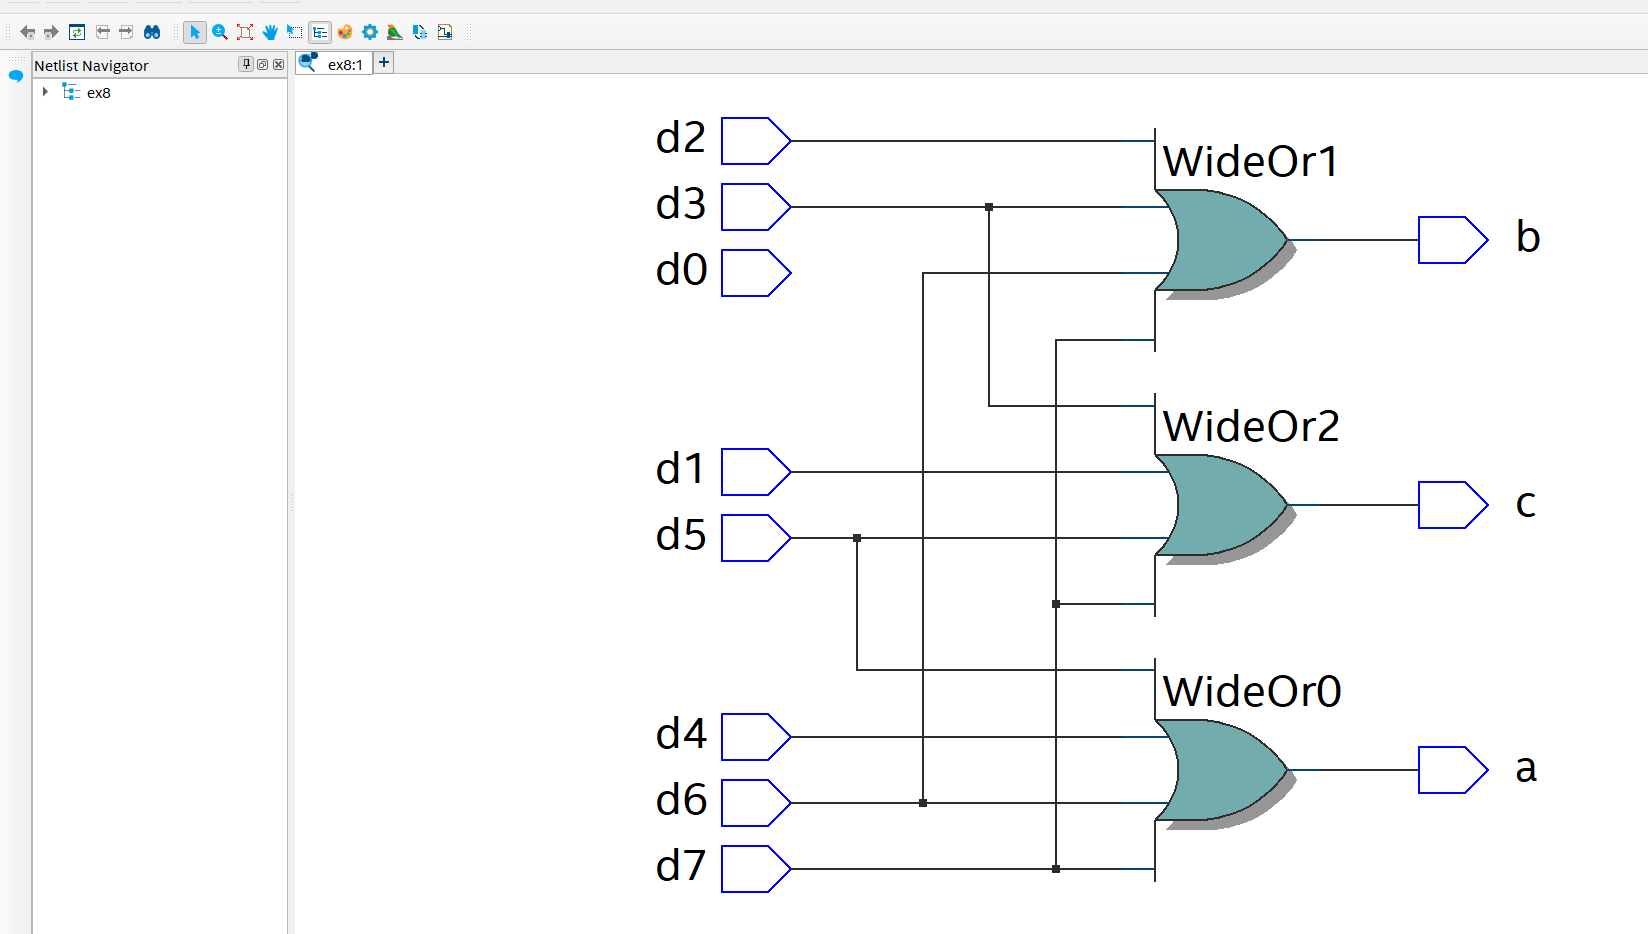 Netlist Navigator
ex8
ex8:1
d2
WideOr1
d3
b
d0
WideOr2
d1
c
d5
WideOr0
d4
a
d6
d7